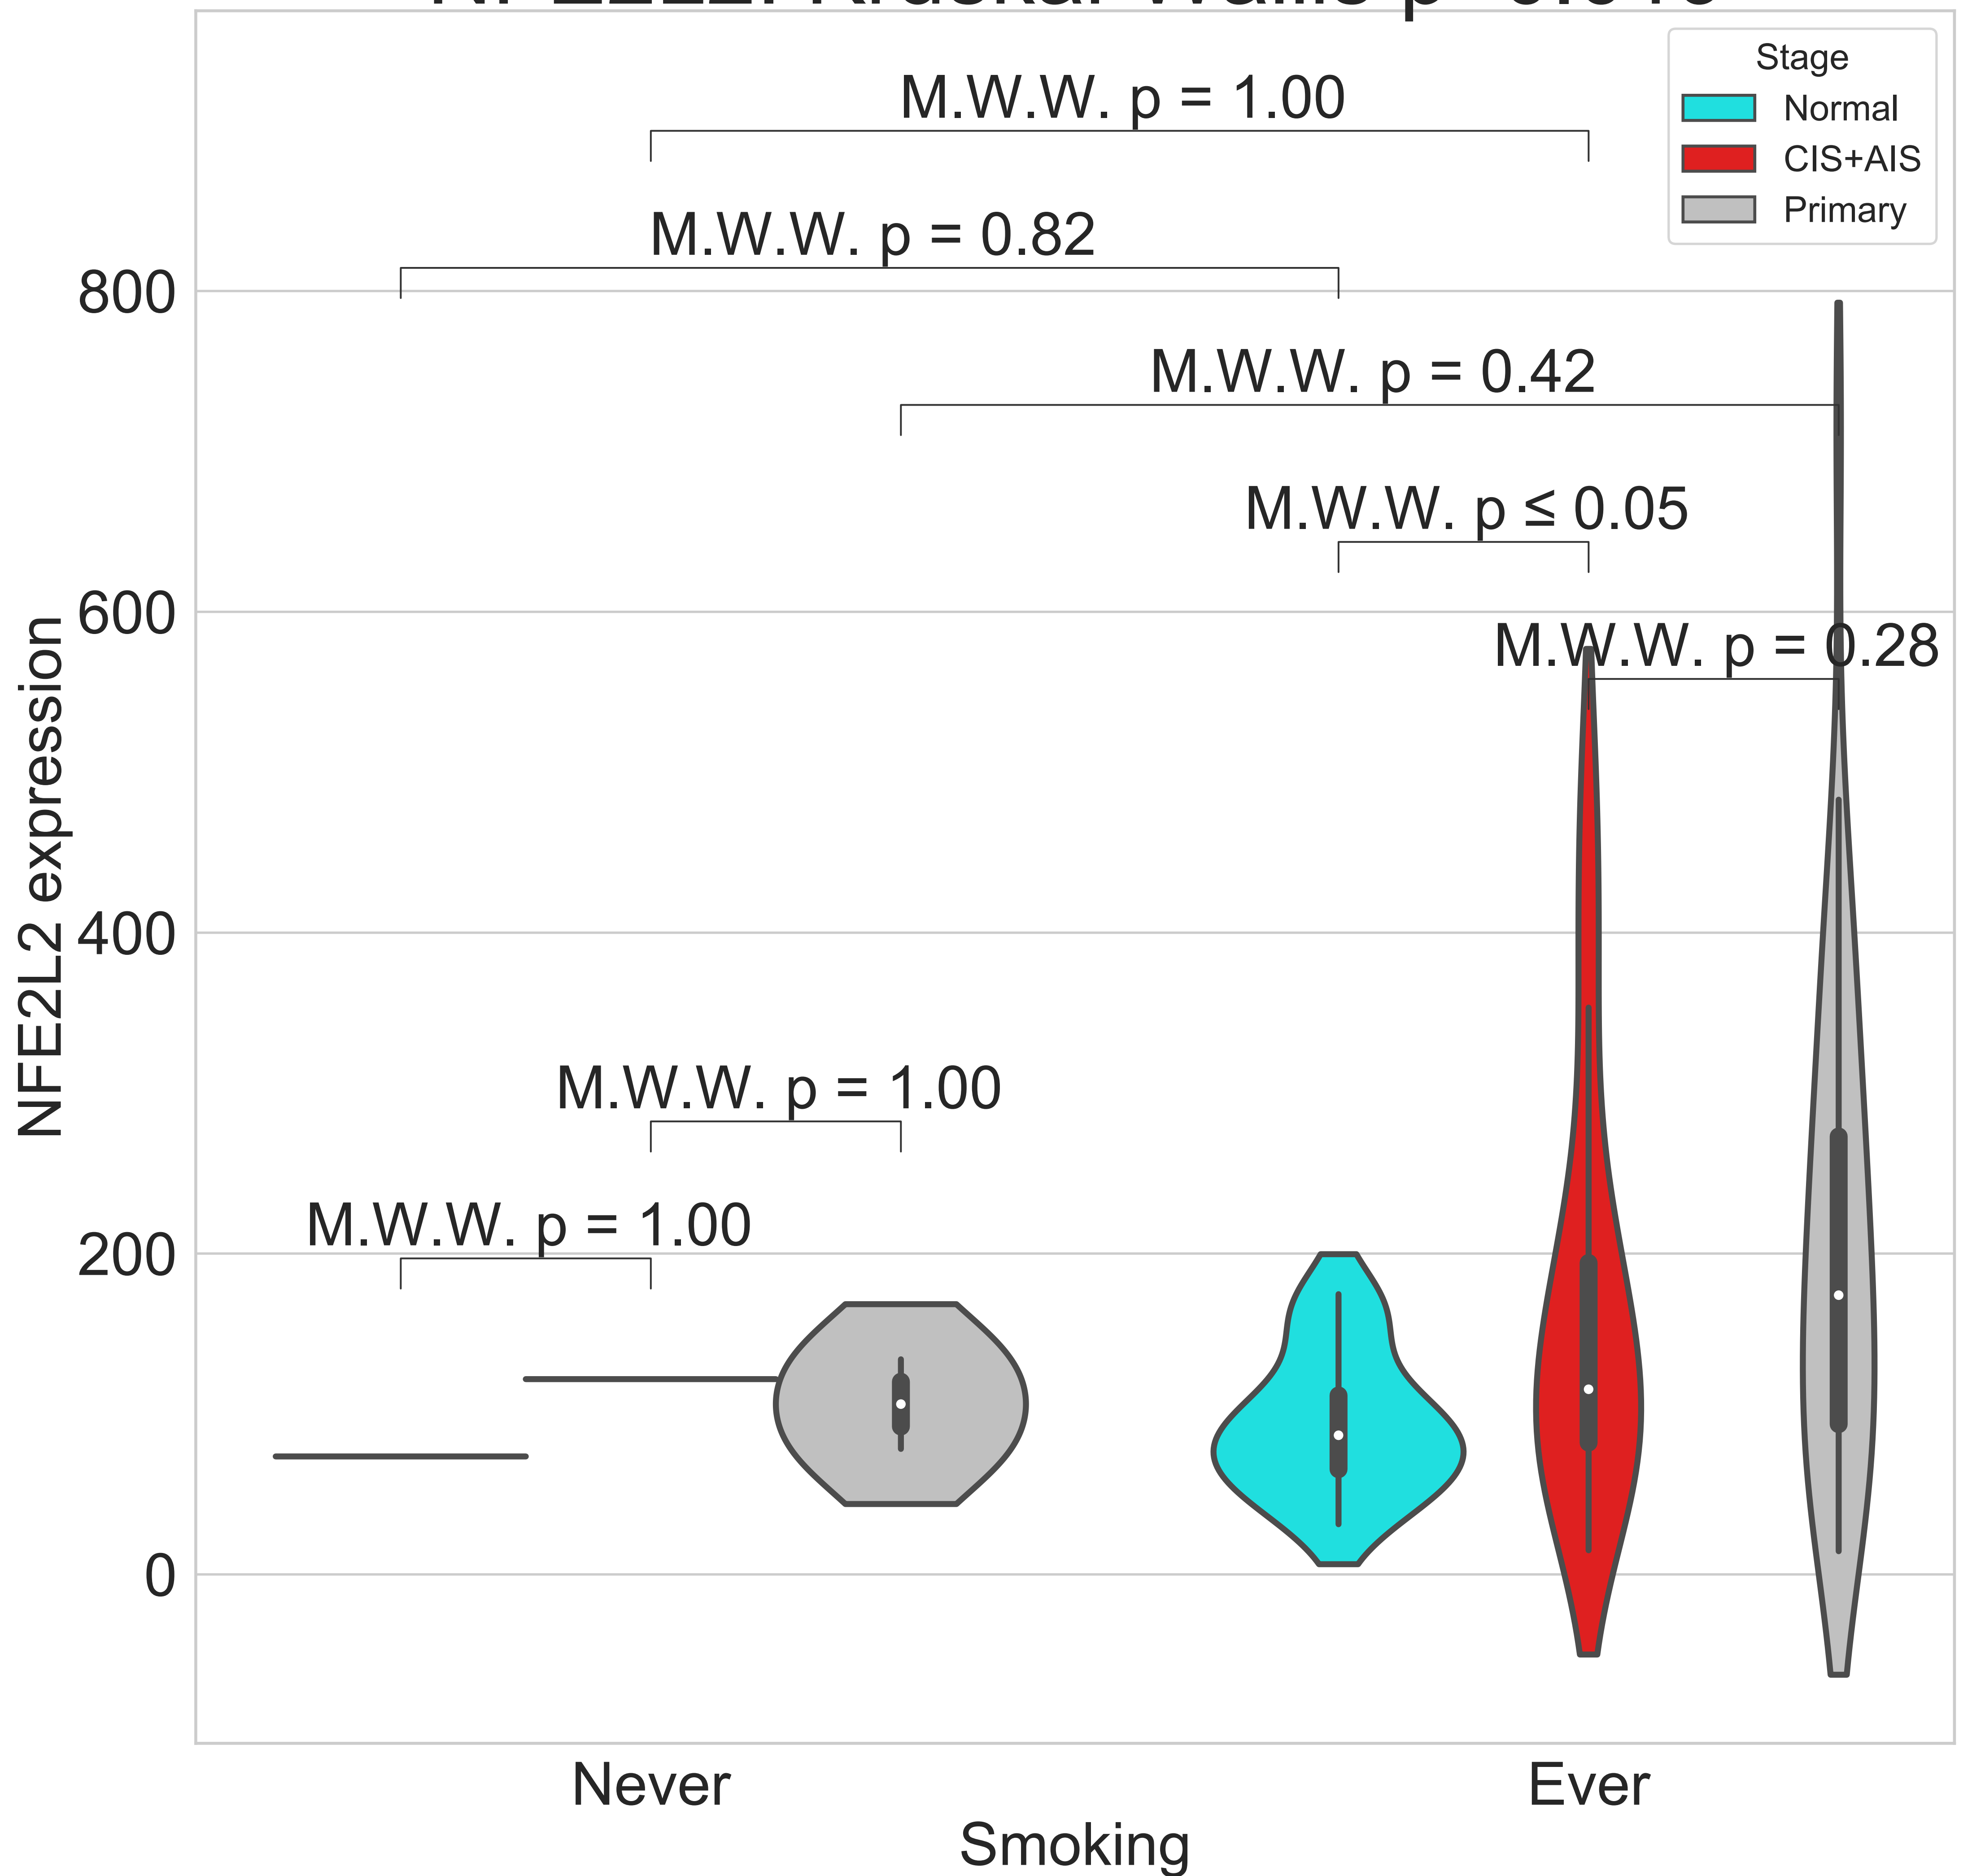 M.W.W. p = 1.00
Stage
Normal
CIS+AIS
Primary
M.W.W. p = 0.82
800
M.W.W. p = 0.42
M.W.W. p ≤ 0.05
600
M.W.W. p = 0.28
NFE2L2 expression
400
M.W.W. p = 1.00
M.W.W. p = 1.00
200
0
Never
Ever
Smoking